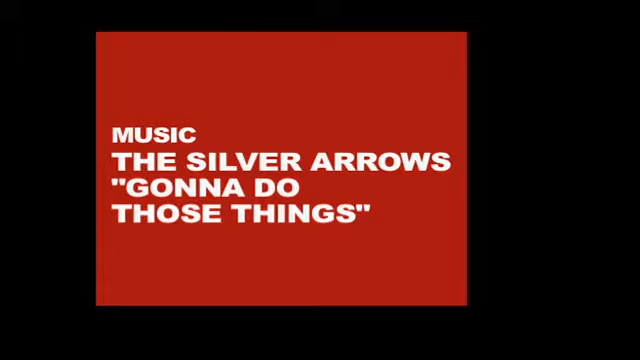 MUSIC
THE SILVER ARROWS
"GONNA DO
THOSE THINGS"